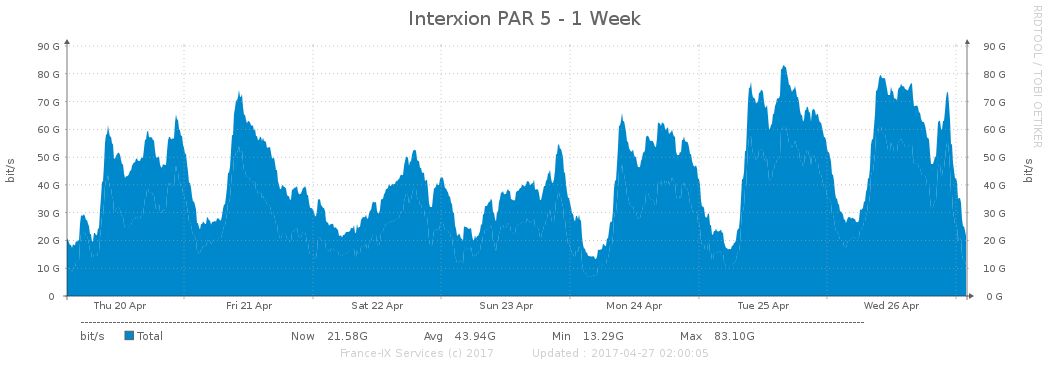 Interxion PAR 5 - 1 Week
RRDTOOL / TOBI OETIKER
90 G 90 G
80 G 80 G
70 G 70 G
60 G 60 G
50 G 50 G
40 G 40 G
30 G 30 G
20 G 20 G
10 G 10 G
0 0 G
bit/s
bit/s
Thu 20 Apr Fri 21 Apr Sat 22 Apr Sun 23 Apr Mon 24 Apr Tue 25 Apr Wed 26 Apr
bit/s Total Now 21.58G Avg 43.94G Min 13.29G Max 83.10G
France-IX Services (c) 2017 Updated : 2017-04-27 02:00:05